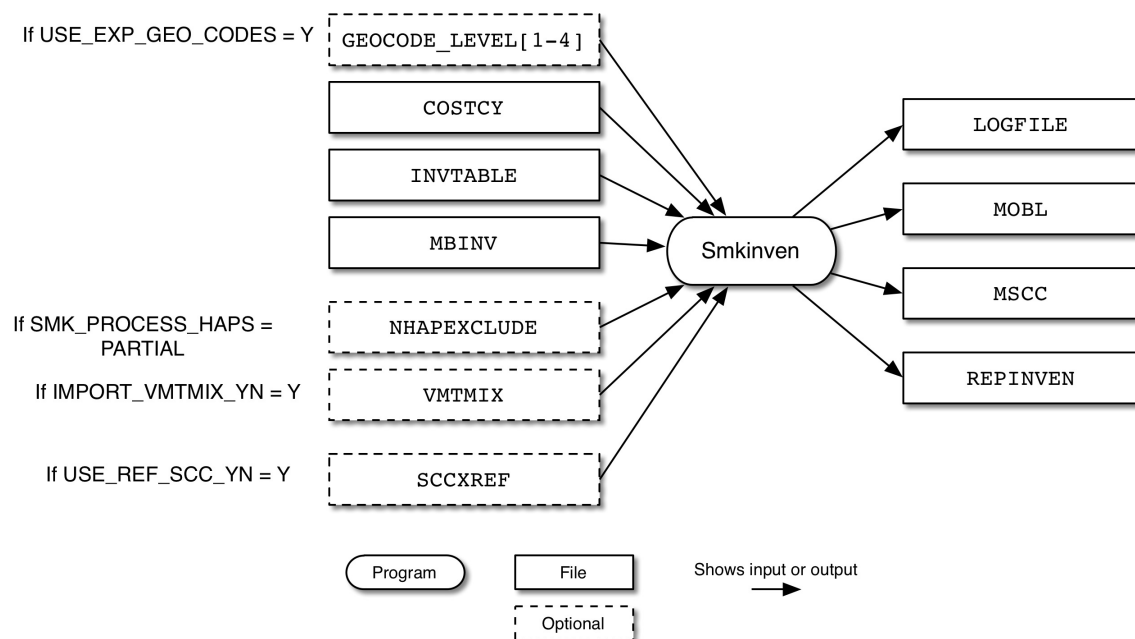 If USE_EXP_GEO_CODES = Y
GEOCODE_LEVEL[1-4]
COSTCY
INVTABLE
MBINV
If SMK_PROCESS_HAPS =
PARTIAL
NHAPEXCLUDE
If IMPORT_VMTMIX_YN = Y
VMTMIX
If USE_REF_SCC_YN = Y
SCCXREF
Smkinven
LOGFILE
MOBL
MSCC
REPINVEN
Program
File
Shows input or output
Optional